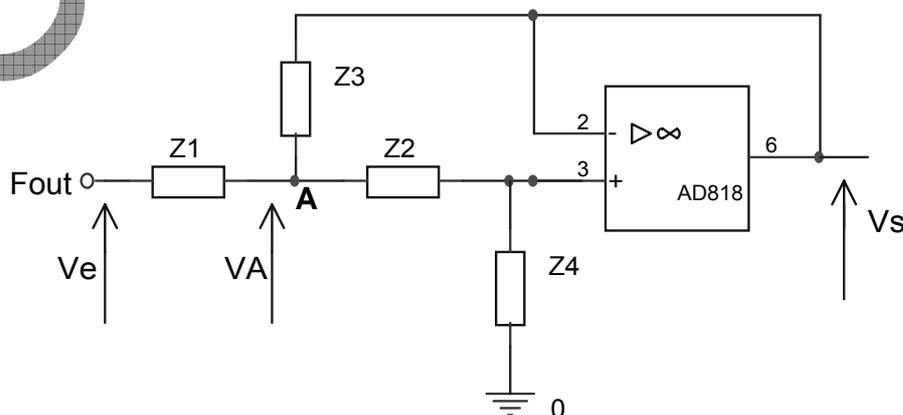 Z3
2
- ▷ ∞
Z1
Z2
6
3
Fout
A
+
AD818
Vs
Ve
VA
Z4
0